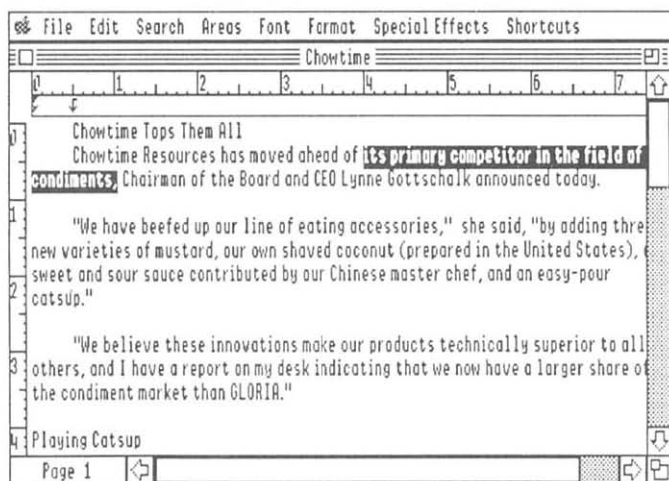 File Edit Search Areas Font Format Special Effects Shortcuts
Chowtime
0 1 2 3 4 5 6 7
Chowtime Tops Them All
Chowtime Resources has moved ahead of its primary competitor in the field of
condiments, Chairman of the Board and CEO Lynne Gottschalk announced today.
"We have beefed up our line of eating accessories," she said, "by adding thre
new varieties of mustard, our own shaved coconut (prepared in the United States),
sweet and sour sauce contributed by our Chinese master chef, and an easy-pour
catsup."
"We believe these innovations make our products technically superior to all
others, and I have a report on my desk indicating that we now have a larger share of
the condiment market than GLORIA."
Playing Catsup
0
1
2
3
4
Page 1